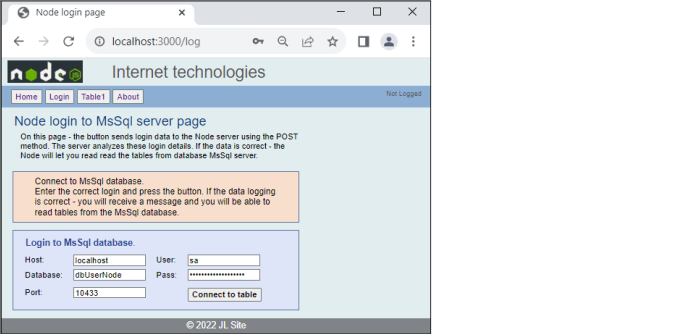 Node login page
localhost:3000/log
node JS
Internet technologies
Home Login Table1 About
Not Logged
Node login to MsSql server page
On this page - the button sends login data to the Node server using the POST
method. The server analyzes these login details. If the data is correct - the
Node will let you read read the tables from database MsSql server.
Connect to MsSql database.
Enter the correct login and press the button. If the data logging
is correct - you will receive a message and you will be able to
read tables from the MsSql database.
Login to MsSql database.
Host: localhost User: sa
Database: dbUserNode Pass: •••••••••••••••••••
Port: 10433 Connect to table
© 2022 JL Site